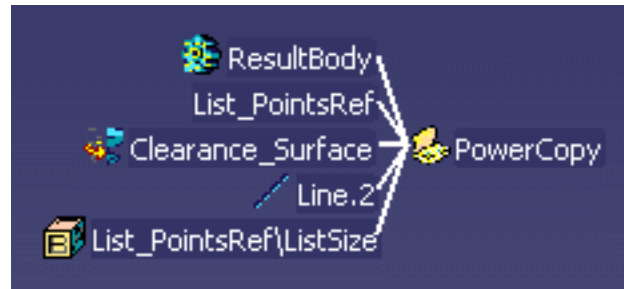 ResultBody
List_PointsRef
Clearance_Surface
PowerCopy
Line.2
List_PointsRef\ListSize